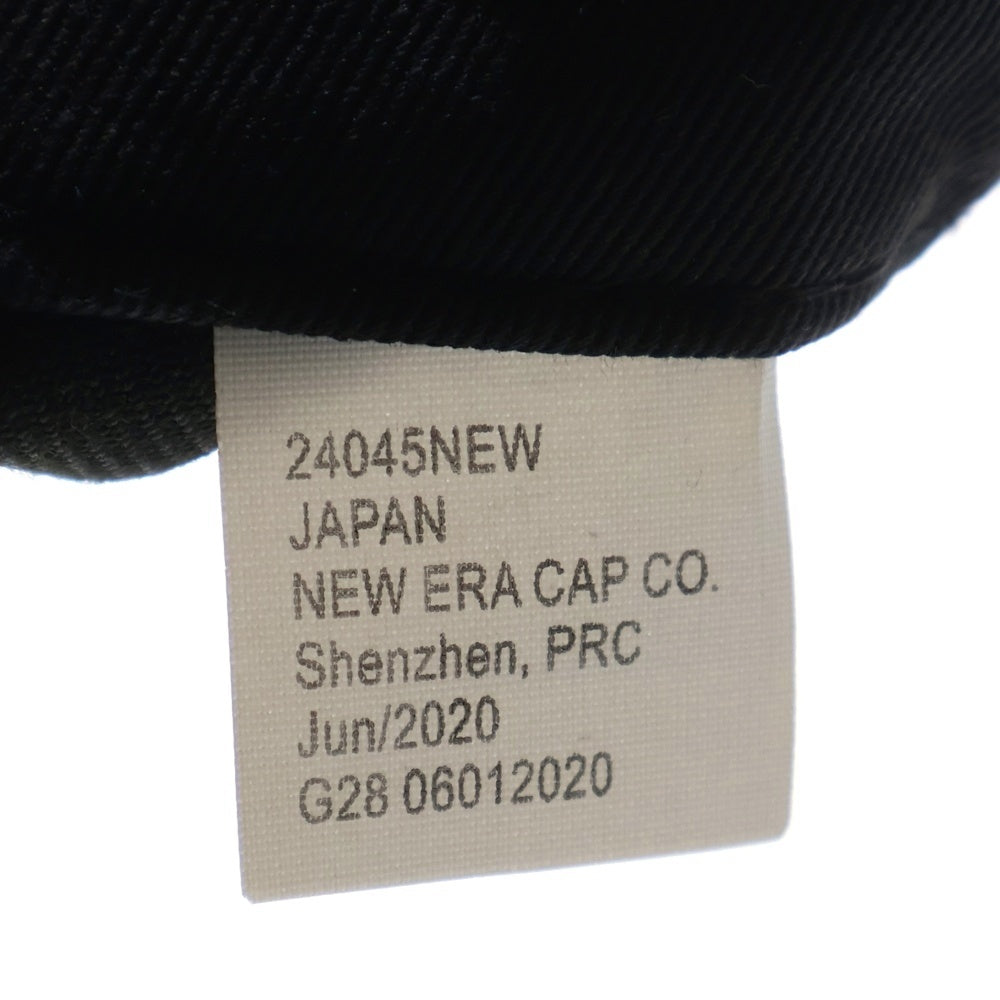 24045NEW
JAPAN
NEW ERA CAP CO.
Shenzhen, PRC
Jun/2020
G28 06012020